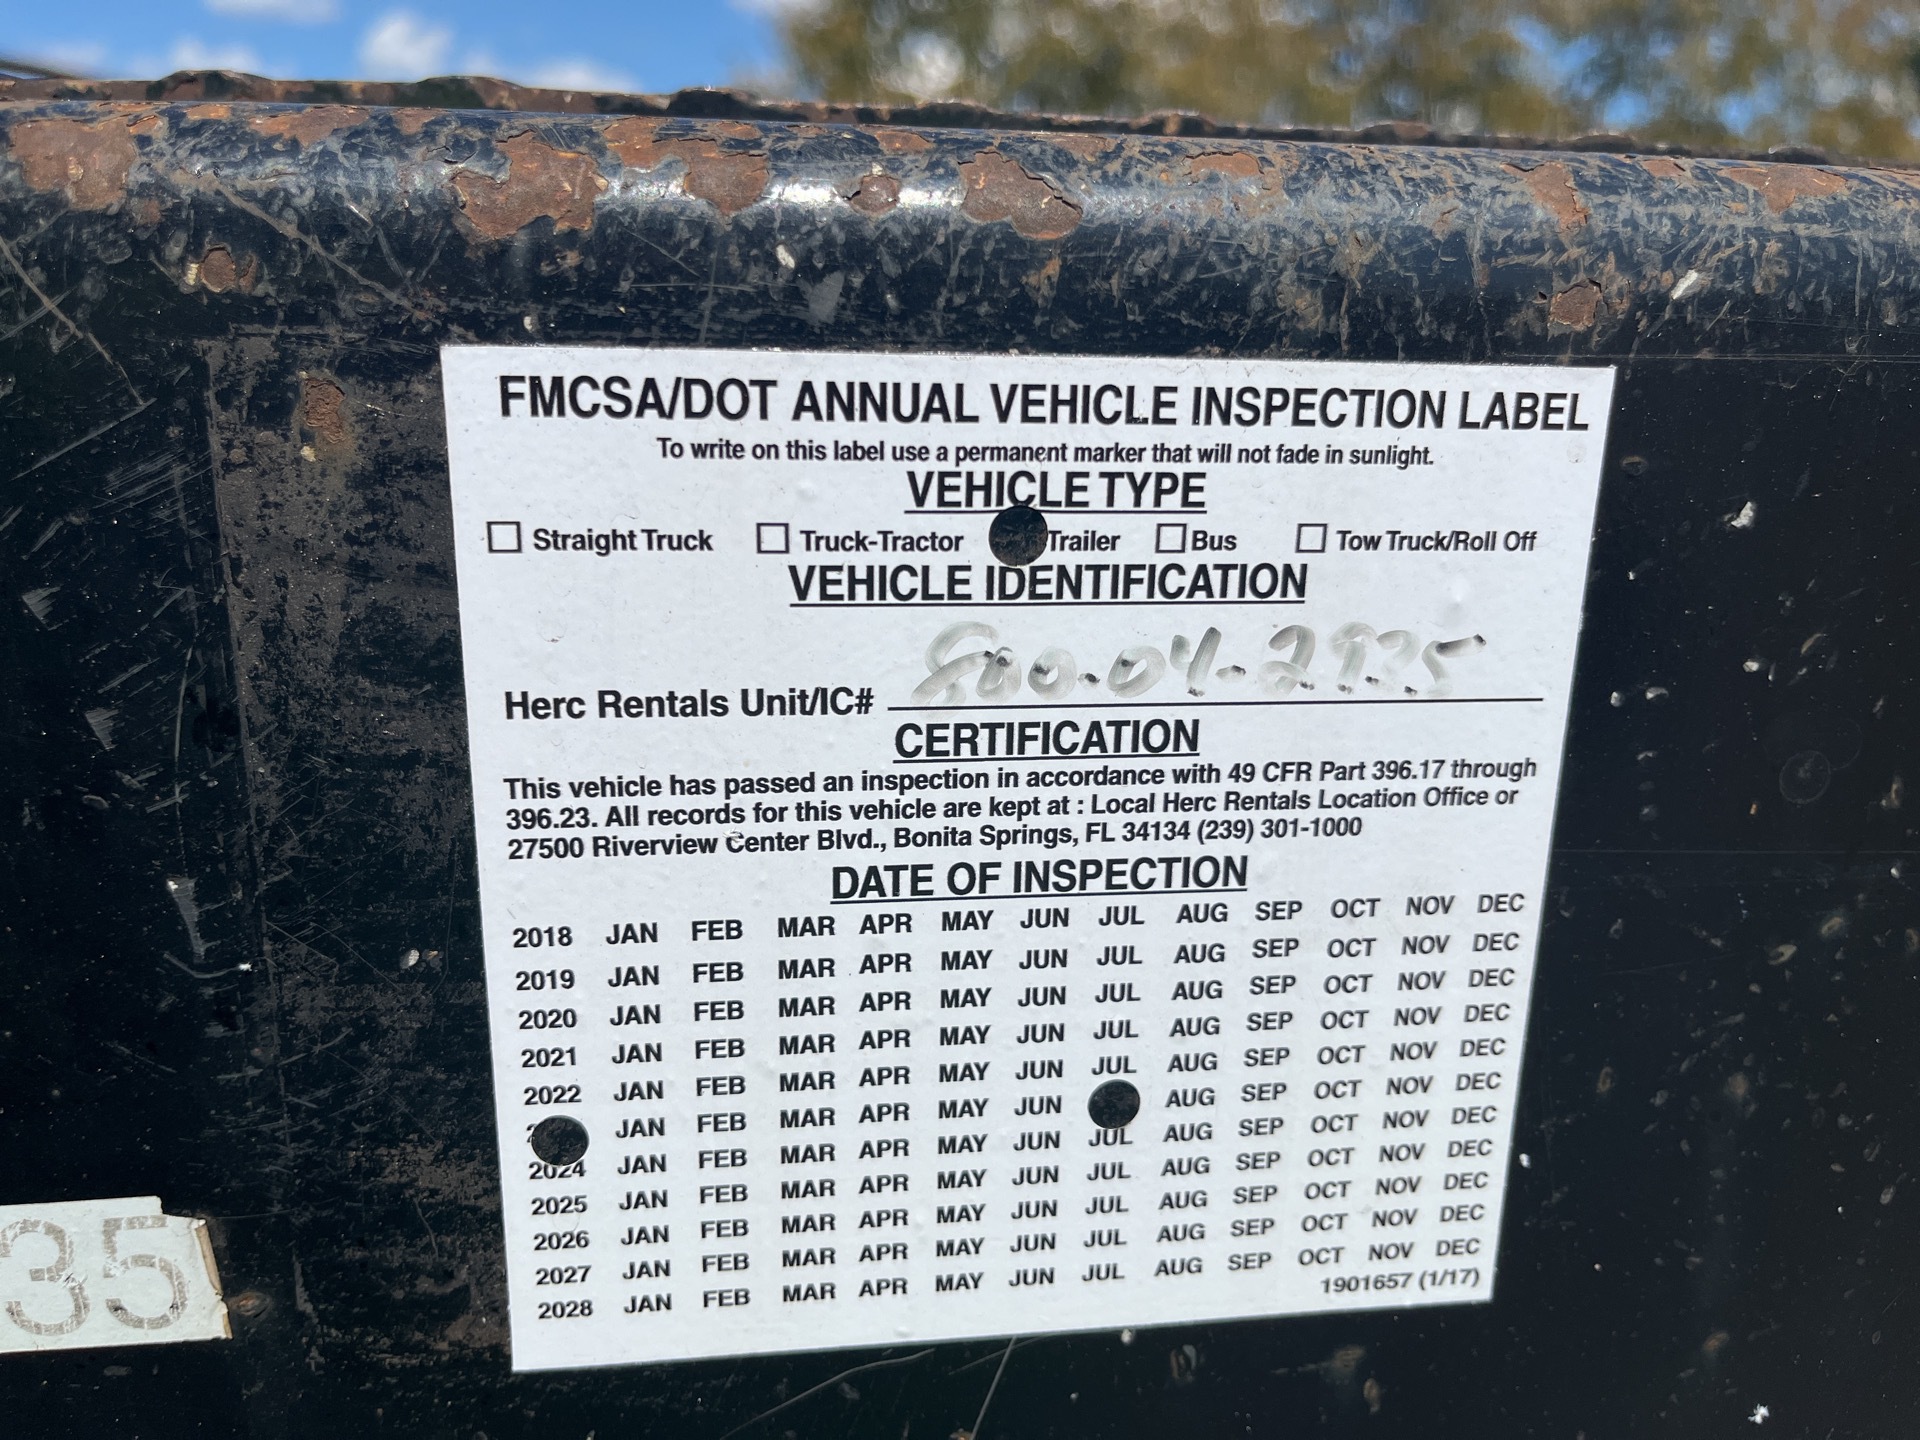 FMCSA/DOT ANNUAL VEHICLE INSPECTION LABEL
To write on this label use a permanent marker that will not fade in sunlight.
VEHICLE TYPE
Straight Truck Truck-Tractor Trailer Bus Tow Truck/Roll Off
VEHICLE IDENTIFICATION
Herc Rentals Unit/IC#
CERTIFICATION
This vehicle has passed an inspection in accordance with 49 CFR Part 396.17 through
396.23. All records for this vehicle are kept at : Local Herc Rentals Location Office or
27500 Riverview Center Blvd., Bonita Springs, FL 34134 (239) 301-1000
DATE OF INSPECTION
2018 JAN FEB MAR APR MAY JUN JUL AUG SEP OCT NOV DEC
2019 JAN FEB MAR APR MAY JUN JUL AUG SEP OCT NOV DEC
2020 JAN FEB MAR APR MAY JUN JUL AUG SEP OCT NOV DEC
2021 JAN FEB MAR APR MAY JUN JUL AUG SEP OCT NOV DEC
2022 JAN FEB MAR APR MAY JUN JUL AUG SEP OCT NOV DEC
JAN FEB MAR APR MAY JUN AUG SEP OCT NOV DEC
2024 JAN FEB MAR APR MAY JUN JUL AUG SEP OCT NOV DEC
2025 JAN FEB MAR APR MAY JUN JUL AUG SEP OCT NOV DEC
2026 JAN FEB MAR APR MAY JUN JUL AUG SEP OCT NOV DEC
2027 JAN FEB MAR APR MAY JUN JUL AUG SEP OCT NOV DEC
2028 JAN FEB MAR APR MAY JUN JUL AUG SEP OCT NOV DEC
1901657 (1/17)
35